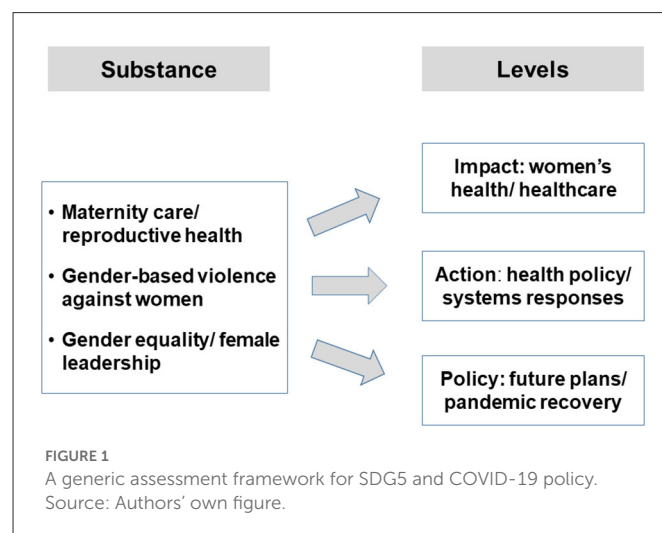 Substance
Levels
• Maternity care/
reproductive health
• Gender-based violence
against women
• Gender equality/ female
leadership
Impact: women's
health/ healthcare
Action: health policy/
systems responses
Policy: future plans/
pandemic recovery
FIGURE 1
A generic assessment framework for SDG5 and COVID-19 policy.
Source: Authors' own figure.